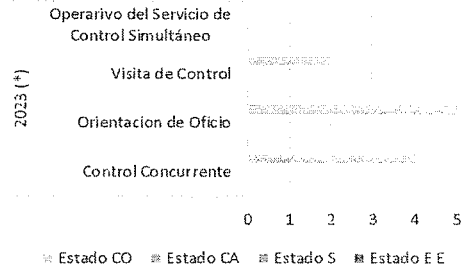 Operarivo del Servicio de
Control Simultáneo
Visita de Control
Orientacion de Oficio
Control Concurrente
2023 (*)
0 1 2 3 4 5
Estado CO Estado CA Estado S Estado E E